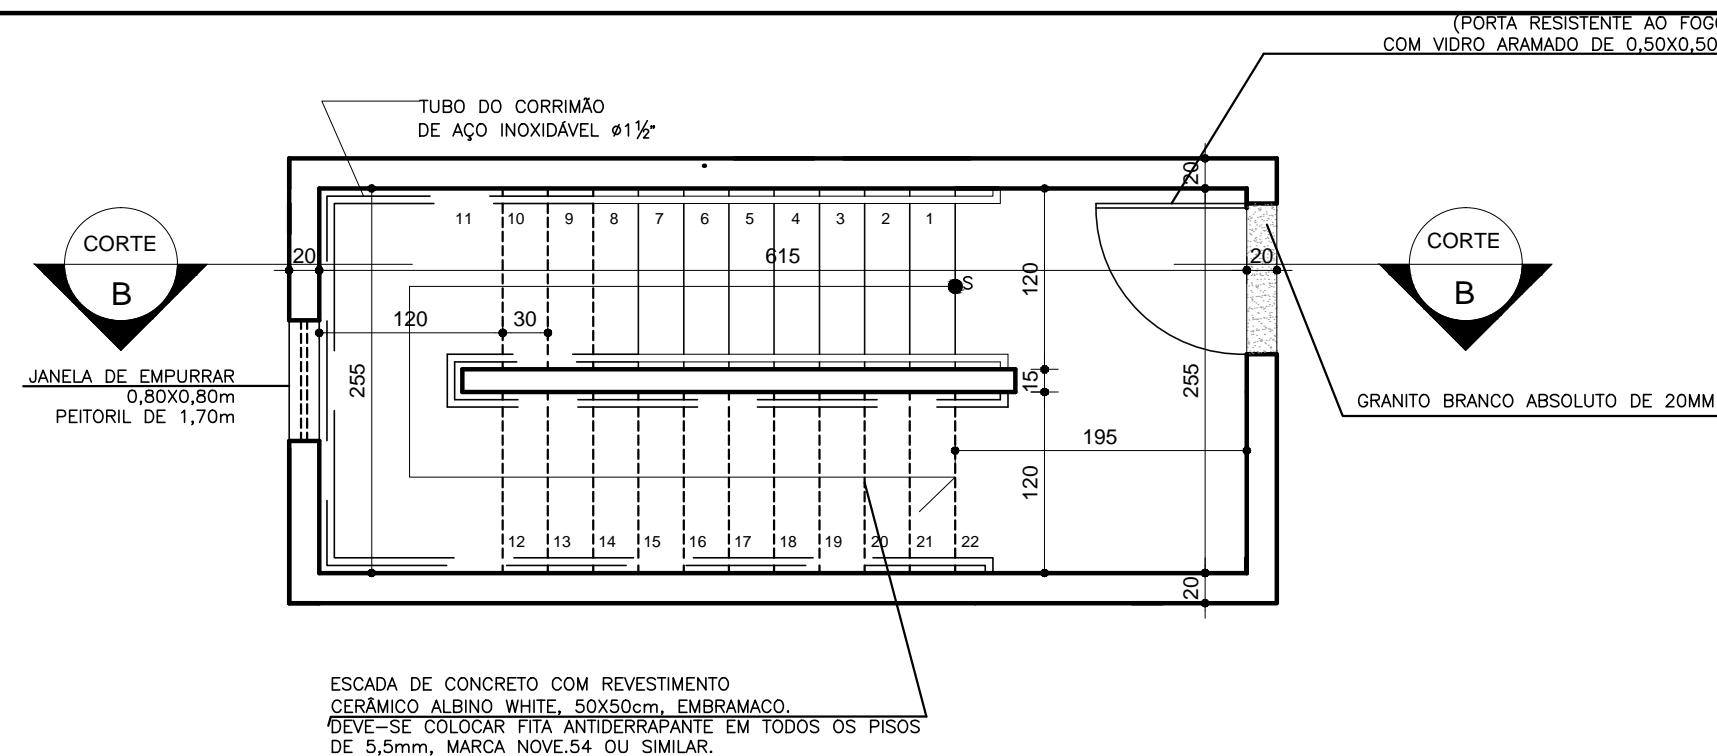 (PORTA RESISTENTE AO FOGO
COM VIDRO ARAMADO DE 0,50X0,50
TUBO DO CORRIMÃO
DE AÇO INOXIDÁVEL ø1½"
20
11 10 9 8 7 6 5 4 3 2 1
CORTE
B
20
615
20
CORTE
B
S
120
120
30
255
15
255
JANELA DE EMPURRAR
0,80X0,80m
PEITORIL DE 1,70m
GRANITO BRANCO ABSOLUTO DE 20MM
195
120
12 13 14 15 16 17 18 19 20 21 22
20
ESCADA DE CONCRETO COM REVESTIMENTO
CERÂMICO ALBINO WHITE, 50X50cm, EMBRAMACO.
DEVE-SE COLOCAR FITA ANTIDERRAPANTE EM TODOS OS PISOS
DE 5,5mm, MARCA NOVE.54 OU SIMILAR.